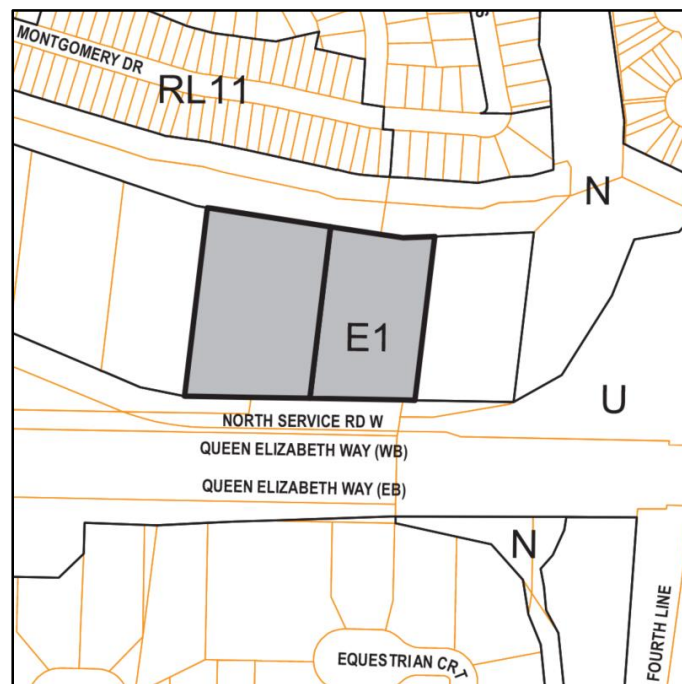 S
MONTGOMERY DR
RL11
N
E1
U
NORTH SERVICE RD W
QUEEN ELIZABETH WAY (WB)
QUEEN ELIZABETH WAY (EB)
N
FOURTH LINE
EQUESTRIAN CRT